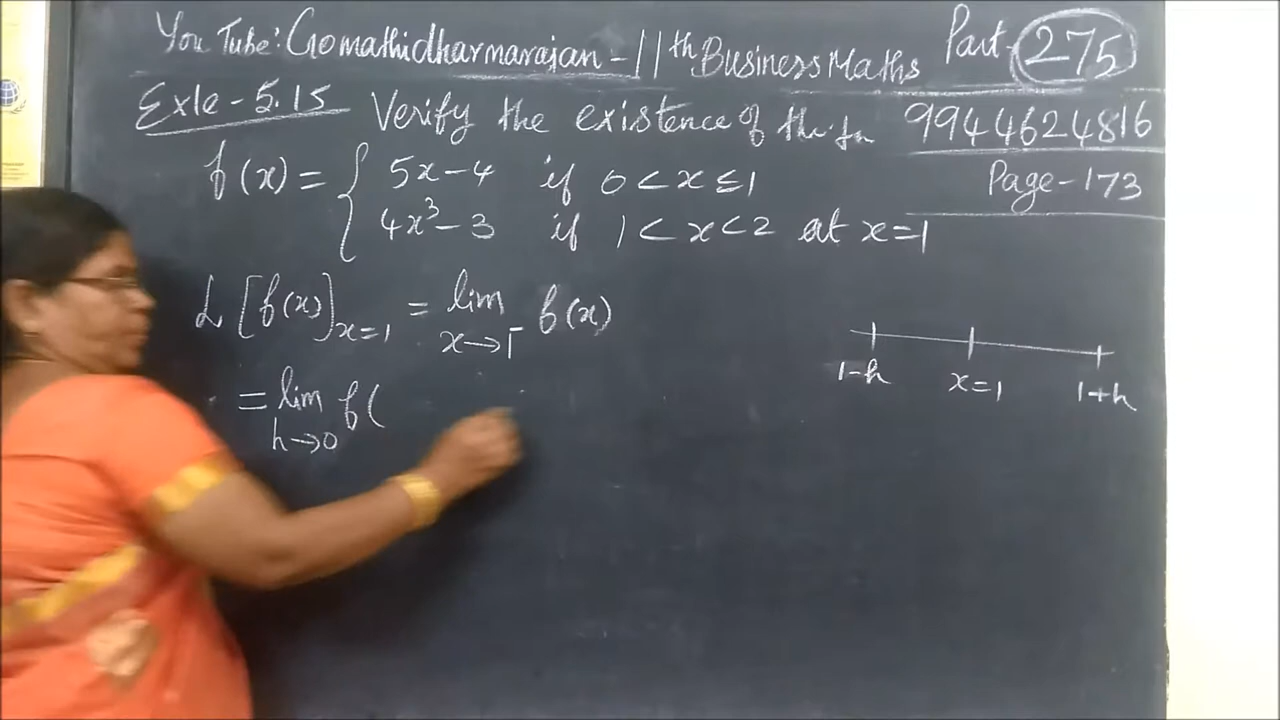 You Tube: Gomathidharmarajan - 11th Business Maths Part - 275
Exle - 5.15 Verify the existence of the fn 9944624816
f(x) = { 5x - 4 if 0 < x ≤ 1 Page - 173
4x³ - 3 if 1 < x < 2 at x = 1
L[f(x)]x=1 = lim x→1⁻ f(x)
1-h x=1 1+h
= lim h→0 f(